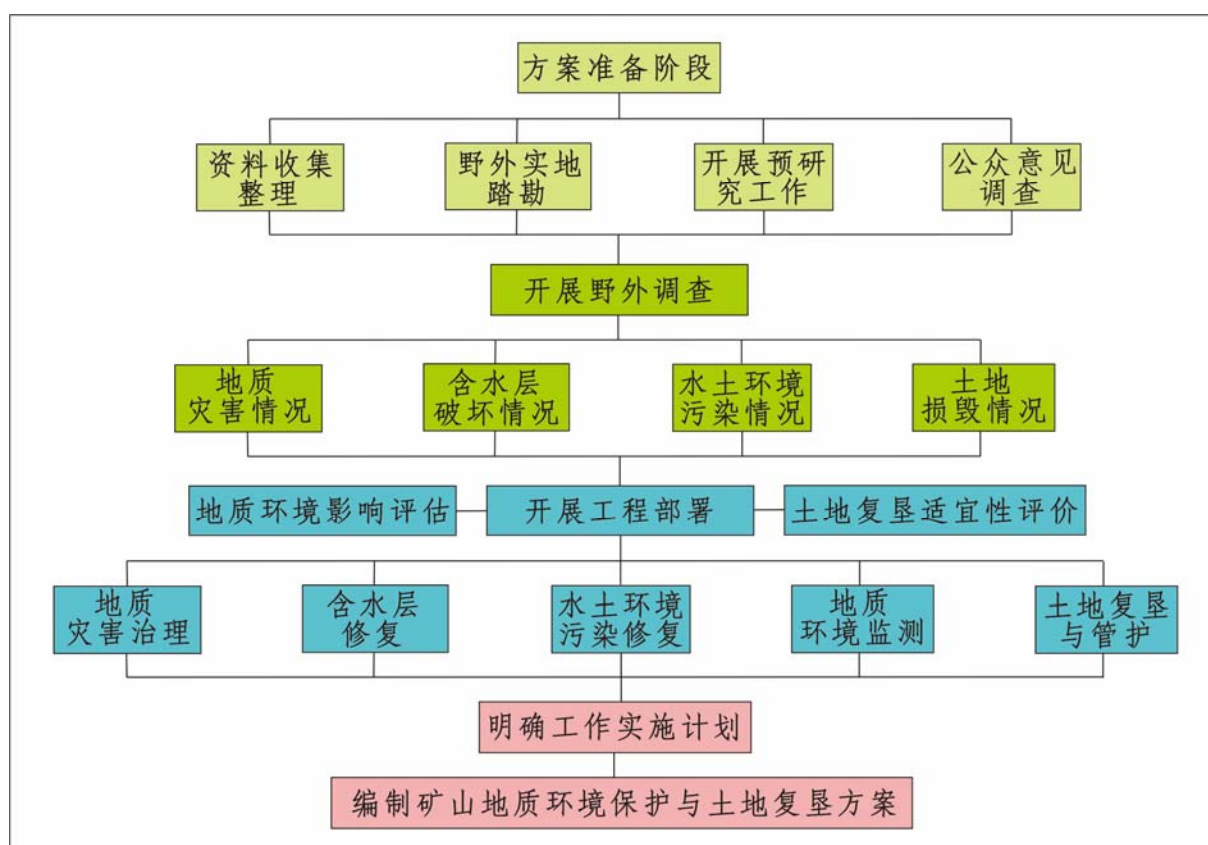 方案准备阶段
资料收集
整理
野外实地
踏勘
开展预研
究工作
公众意见
调查
开展野外调查
地质
灾害情况
含水层
破坏情况
水土环境
污染情况
土地
损毁情况
地质环境影响评估
开展工程部署
土地复垦适宜性评价
地质
灾害治理
含水层
修复
水土环境
污染修复
地质
环境监测
土地复垦
与管护
明确工作实施计划
编制矿山地质环境保护与土地复垦方案